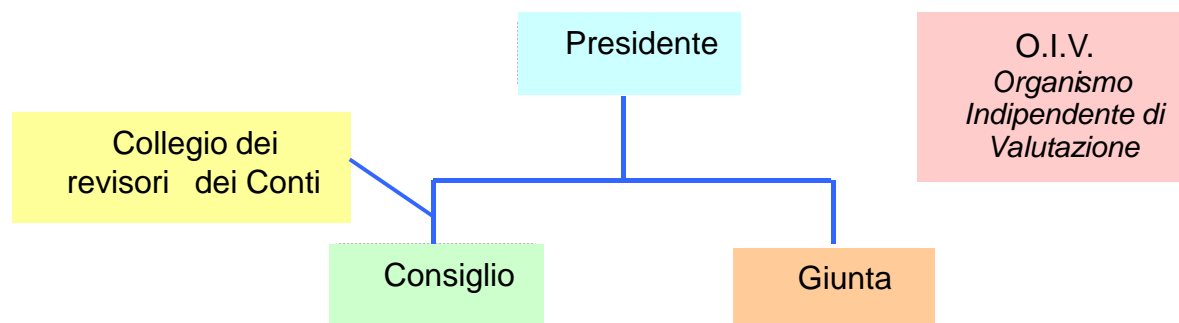 Presidente
O.I.V.
Organismo
Indipendente di
Valutazione
Collegio dei
revisori dei Conti
Consiglio
Giunta